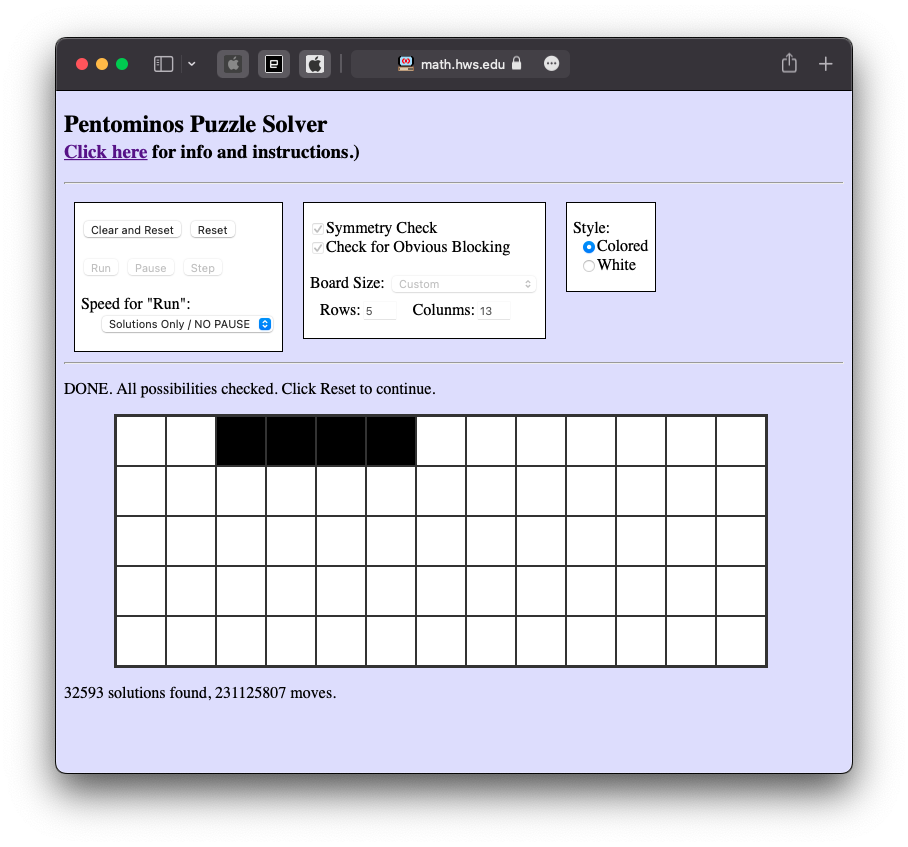 math.hws.edu
Pentominos Puzzle Solver
Click here for info and instructions.)
Clear and Reset Reset
Run Pause Step
Speed for "Run":
Solutions Only / NO PAUSE
Symmetry Check
Check for Obvious Blocking
Board Size: Custom
Rows: 5 Colunms: 13
Style:
Colored
White
DONE. All possibilities checked. Click Reset to continue.
32593 solutions found, 231125807 moves.